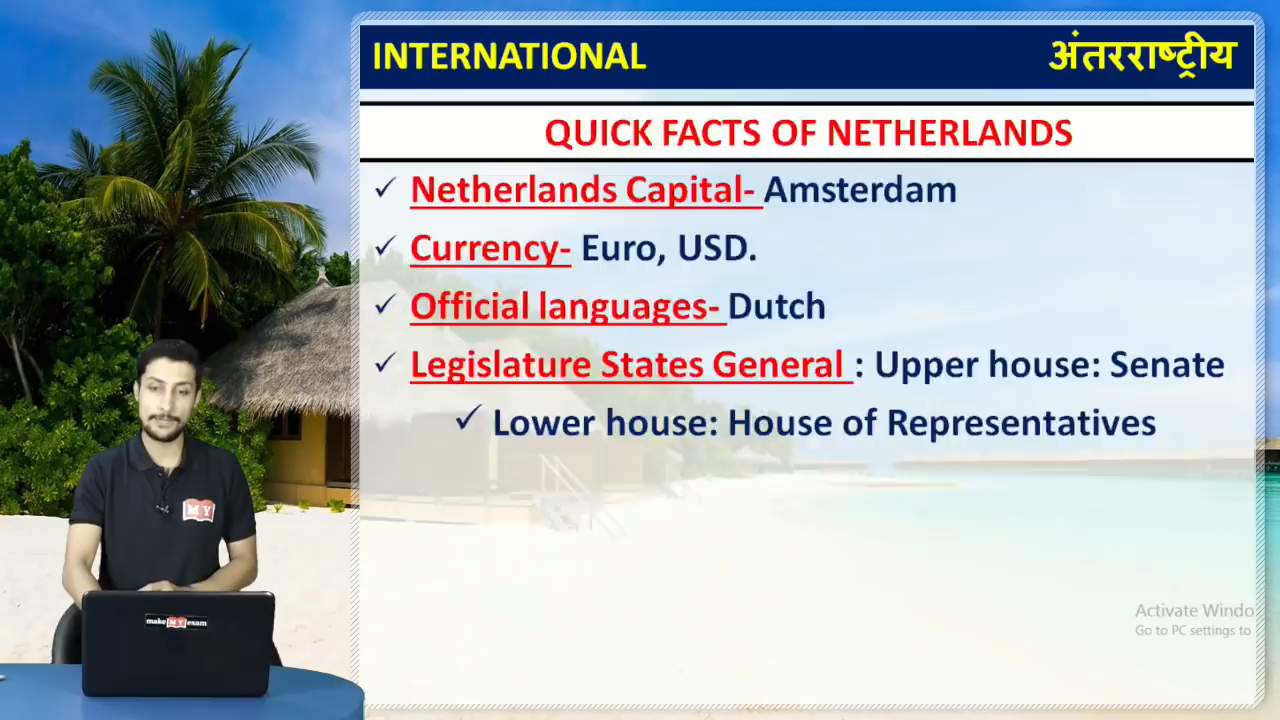 INTERNATIONAL
अंतरराष्ट्रीय
QUICK FACTS OF NETHERLANDS
✓ Netherlands Capital- Amsterdam
✓ Currency- Euro, USD.
✓ Official languages- Dutch
✓ Legislature States General : Upper house: Senate
✓ Lower house: House of Representatives
MY
make MY exam
Activate Windo
Go to PC settings to